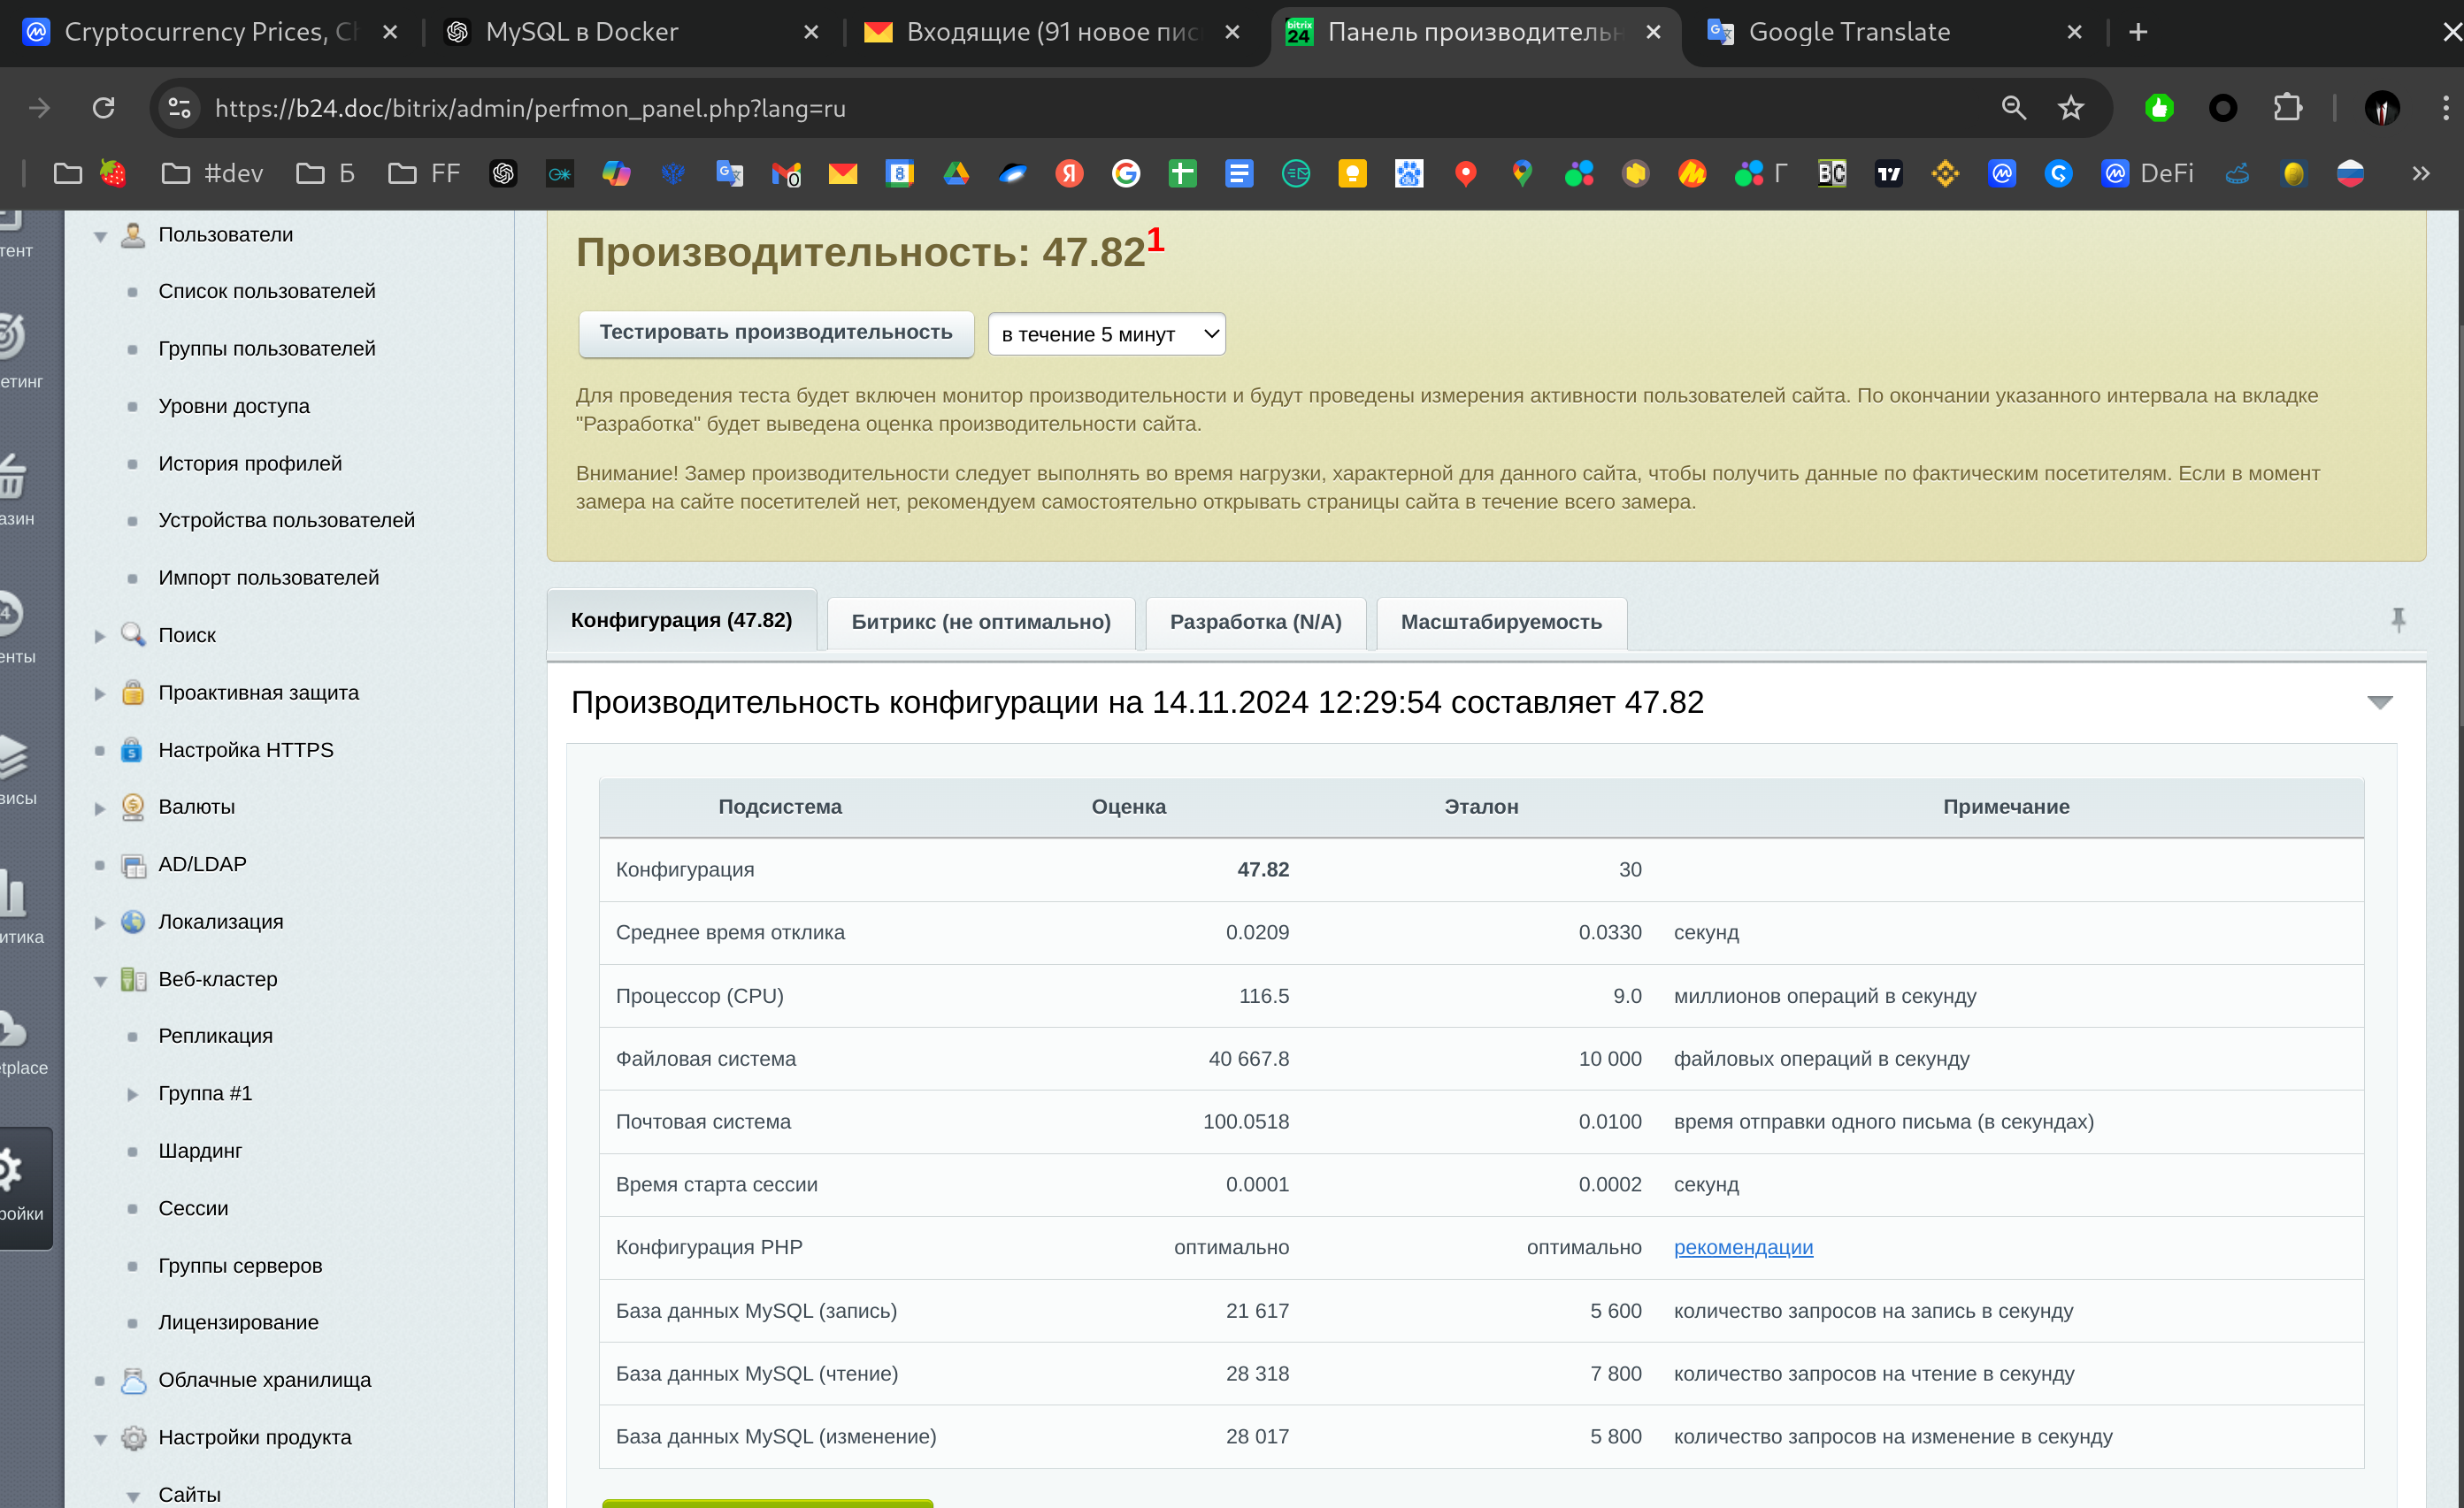 Cryptocurrency Prices, Ch
MySQL в Docker
Входящие (91 новое пис
Панель производительн
Google Translate
https://b24.doc/bitrix/admin/perfmon_panel.php?lang=ru
#dev
Б
FF
Г
DeFi
тент
етинг
азин
енты
висы
итика
etplace
ройки
Пользователи
Список пользователей
Группы пользователей
Уровни доступа
История профилей
Устройства пользователей
Импорт пользователей
Поиск
Проактивная защита
Настройка HTTPS
Валюты
AD/LDAP
Локализация
Веб-кластер
Репликация
Группа #1
Шардинг
Сессии
Группы серверов
Лицензирование
Облачные хранилища
Настройки продукта
Сайты
Производительность: 47.82¹
Тестировать производительность
в течение 5 минут
Для проведения теста будет включен монитор производительности и будут проведены измерения активности пользователей сайта. По окончании указанного интервала на вкладке
"Разработка" будет выведена оценка производительности сайта.
Внимание! Замер производительности следует выполнять во время нагрузки, характерной для данного сайта, чтобы получить данные по фактическим посетителям. Если в момент
замера на сайте посетителей нет, рекомендуем самостоятельно открывать страницы сайта в течение всего замера.
Конфигурация (47.82)
Битрикс (не оптимально)
Разработка (N/A)
Масштабируемость
Производительность конфигурации на 14.11.2024 12:29:54 составляет 47.82
Подсистема Оценка Эталон Примечание
Конфигурация 47.82 30
Среднее время отклика 0.0209 0.0330 секунд
Процессор (CPU) 116.5 9.0 миллионов операций в секунду
Файловая система 40 667.8 10 000 файловых операций в секунду
Почтовая система 100.0518 0.0100 время отправки одного письма (в секундах)
Время старта сессии 0.0001 0.0002 секунд
Конфигурация PHP оптимально оптимально рекомендации
База данных MySQL (запись) 21 617 5 600 количество запросов на запись в секунду
База данных MySQL (чтение) 28 318 7 800 количество запросов на чтение в секунду
База данных MySQL (изменение) 28 017 5 800 количество запросов на изменение в секунду